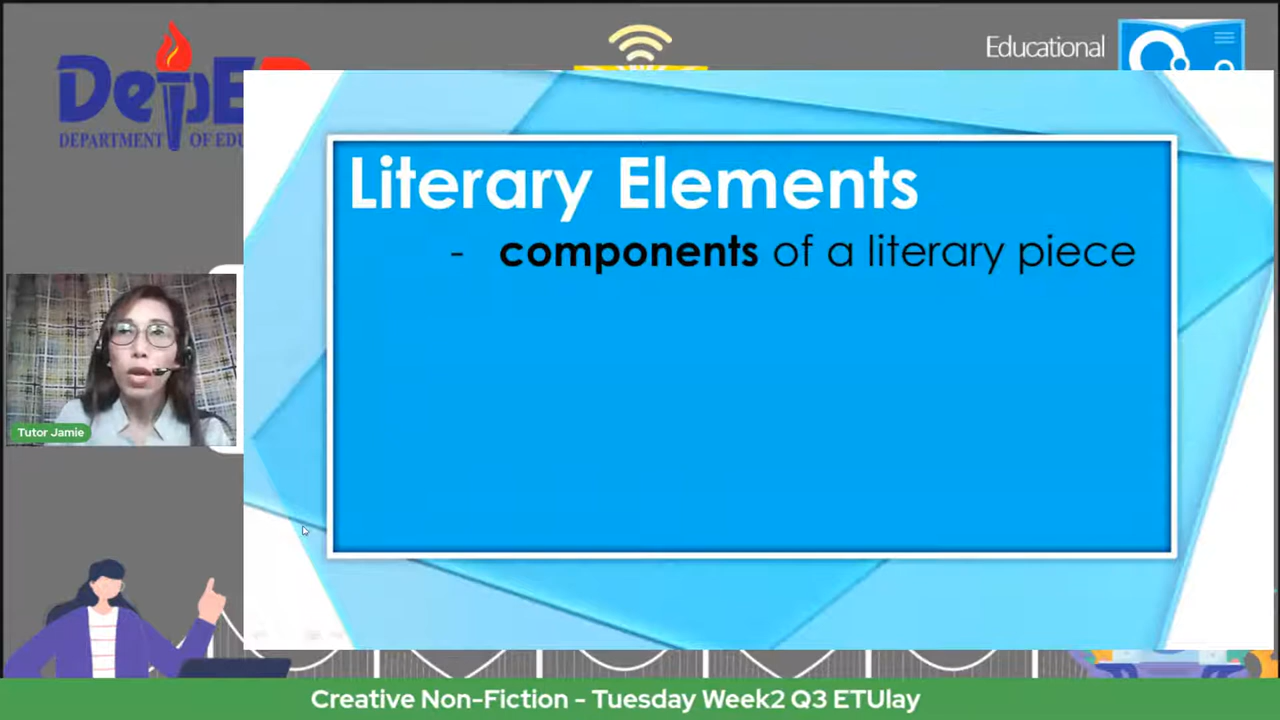 DepE
DEPARTMENT OF EDU
Educational
Literary Elements
- components of a literary piece
Tutor Jamie
Creative Non-Fiction - Tuesday Week2 Q3 ETUlay